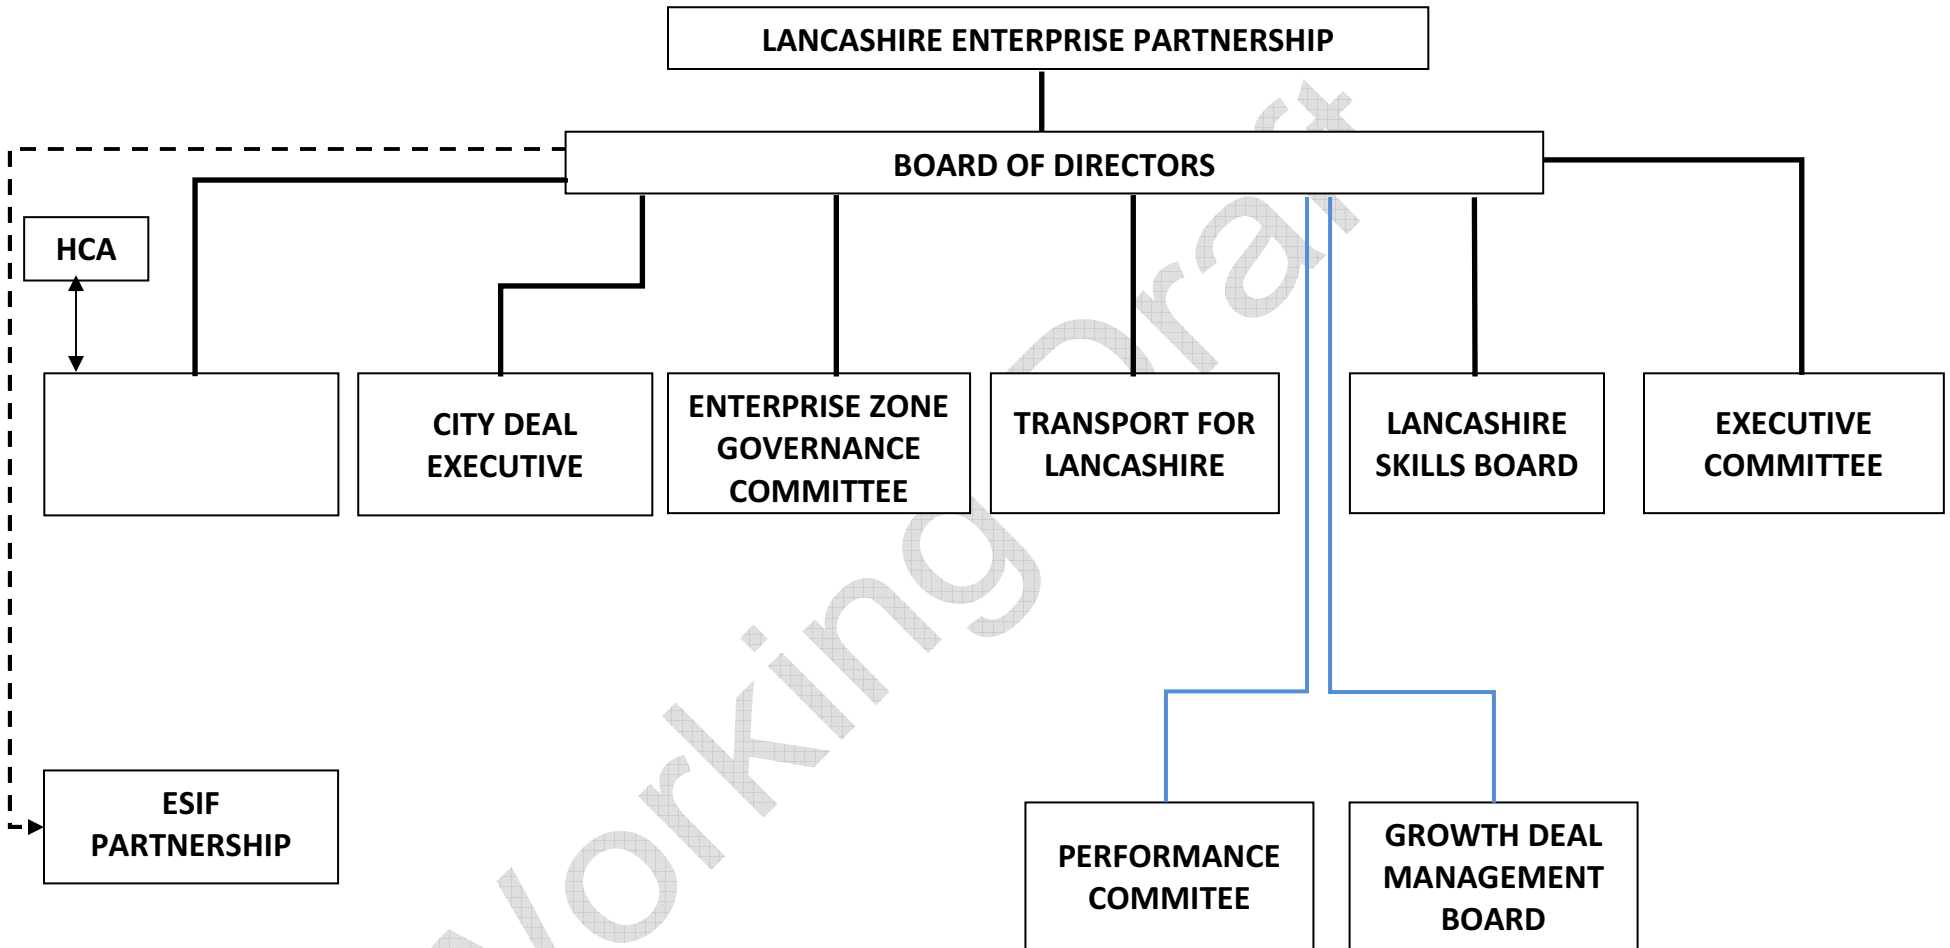 LANCASHIRE ENTERPRISE PARTNERSHIP
BOARD OF DIRECTORS
HCA
CITY DEAL
EXECUTIVE
ENTERPRISE ZONE
GOVERNANCE
COMMITTEE
TRANSPORT FOR
LANCASHIRE
LANCASHIRE
SKILLS BOARD
EXECUTIVE
COMMITTEE
ESIF
PARTNERSHIP
PERFORMANCE
COMMITEE
GROWTH DEAL
MANAGEMENT
BOARD
Working Draft